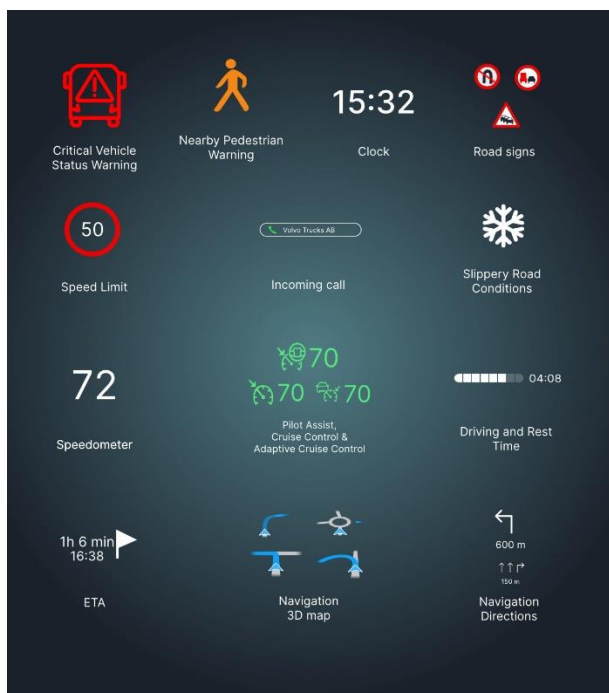 15:32
Critical Vehicle
Status Warning
Nearby Pedestrian
Warning
Clock
Road signs
50
Volvo Trucks AB
Speed Limit
Incoming call
Slippery Road
Conditions
72
70
70 70
04:08
Speedometer
Pilot Assist,
Cruise Control &
Adaptive Cruise Control
Driving and Rest
Time
1h 6 min
16:38
600 m
150 m
ETA
Navigation
3D map
Navigation
Directions